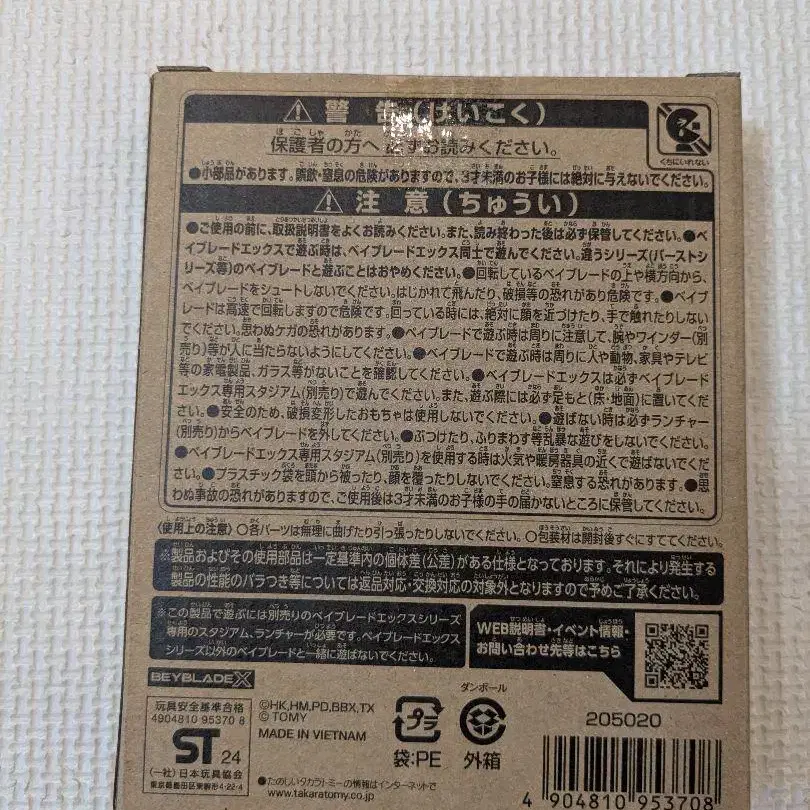 警告(けいこく)
保護者の方へ 必ずお読みください。
くちにいれない
●小部品があります。誤飲・窒息の危険がありますので、3才未満のお子様には絶対に与えないでください。
注意(ちゅうい)
●ご使用の前に、取扱説明書をよくお読みください。また、読み終わった後は必ず保管してください。●ベ
イブレードエックスで遊ぶ時は、ベイブレードエックス同士で遊んでください。違うシリーズ(バーストシ
リーズ等)のベイブレードと遊ぶことはおやめください。●回転しているベイブレードの上や横方向から、
ベイブレードをシュートしないでください。はじかれて飛んだり、破損等の恐れがあり危険です。●ベイブ
レードは高速で回転しますので危険です。回っている時には、絶対に顔を近づけたり、手で触れたりしない
でください。思わぬケガの恐れがあります。●ベイブレードで遊ぶ時は周りに注意して、腕やワインダー(別
売り)等が人に当たらないようにしてください。●ベイブレードで遊ぶ時は周りに人や動物、家具やテレビ
等の家電製品、ガラス等がないことを確認してください。●ベイブレードエックスは必ずベイブレード
エックス専用スタジアム(別売り)で遊んでください。また、遊ぶ際には必ず足もと(床・地面)に置いてくだ
さい。●安全のため、破損変形したおもちゃは使用しないでください。●遊ばない時は必ずランチャー
(別売り)からベイブレードを外してください。●ぶつけたり、ふりまわす等乱暴な遊びをしないでください。
●ベイブレードエックス専用スタジアム(別売り)を使用する時は火気や暖房器具の近くで遊ばないでくだ
さい。●プラスチック袋を頭から被ったり、顔を覆ったりしないでください。窒息する恐れがあります。●思
わぬ事故の恐れがありますので、ご使用後は3才未満のお子様の手の届かないところに保管してください。
〈使用上の注意〉○各パーツは無理に曲げたり引っ張ったりしないでください。○包装材は開封後すぐにすててください。
※製品およびその使用部品は一定基準内の個体差(公差)がある仕様となっております。それにより発生する
製品の性能のバラつき等については返品対応・交換対応の対象外となりますので予めご了承ください。
※この製品で遊ぶには別売りのベイブレードエックスシリーズ
専用のスタジアム、ランチャーが必要です。ベイブレードエックス
シリーズ以外のベイブレードと一緒に遊ばないでください。
WEB説明書・イベント情報・
お問い合わせ先等はこちら
BEYBLADE X
玩具安全基準合格
4904810 95370 8
ST 24
(一社)日本玩具協会
東京都墨田区東駒形4-22-4
©HK,HM,PD,BBX,TX
© TOMY
MADE IN VIETNAM
プラ
袋:PE
ダンボール
外箱
●たのしいタカラトミーの情報はインターネットで
www.takaratomy.co.jp
205020
4 904810 953708